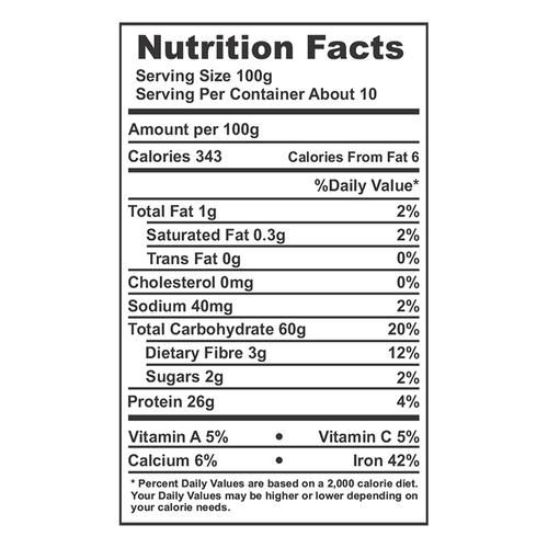 Nutrition Facts
Serving Size 100g
Serving Per Container About 10
Amount per 100g
Calories 343 Calories From Fat 6
%Daily Value*
Total Fat 1g 2%
Saturated Fat 0.3g 2%
Trans Fat 0g 0%
Cholesterol 0mg 0%
Sodium 40mg 2%
Total Carbohydrate 60g 20%
Dietary Fibre 3g 12%
Sugars 2g 2%
Protein 26g 4%
Vitamin A 5% • Vitamin C 5%
Calcium 6% • Iron 42%
* Percent Daily Values are based on a 2,000 calorie diet.
Your Daily Values may be higher or lower depending on
your calorie needs.